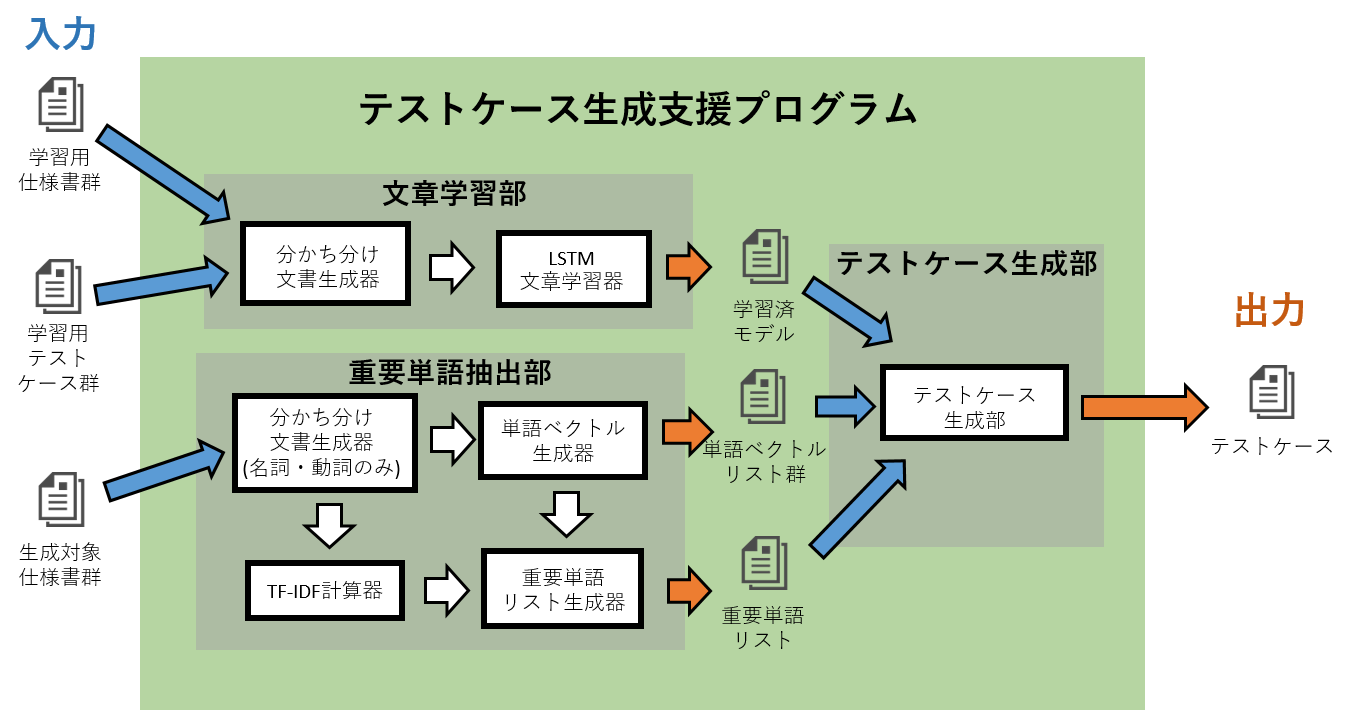 入力
学習用
仕様書群
学習用
テスト
ケース群
生成対象
仕様書群
テストケース生成支援プログラム
文章学習部
分かち分け
文書生成器
LSTM
文章学習器
重要単語抽出部
分かち分け
文書生成器
(名詞・動詞のみ)
単語ベクトル
生成器
TF-IDF計算器
重要単語
リスト生成器
学習済
モデル
単語ベクトル
リスト群
重要単語
リスト
テストケース生成部
テストケース
生成部
出力
テストケース